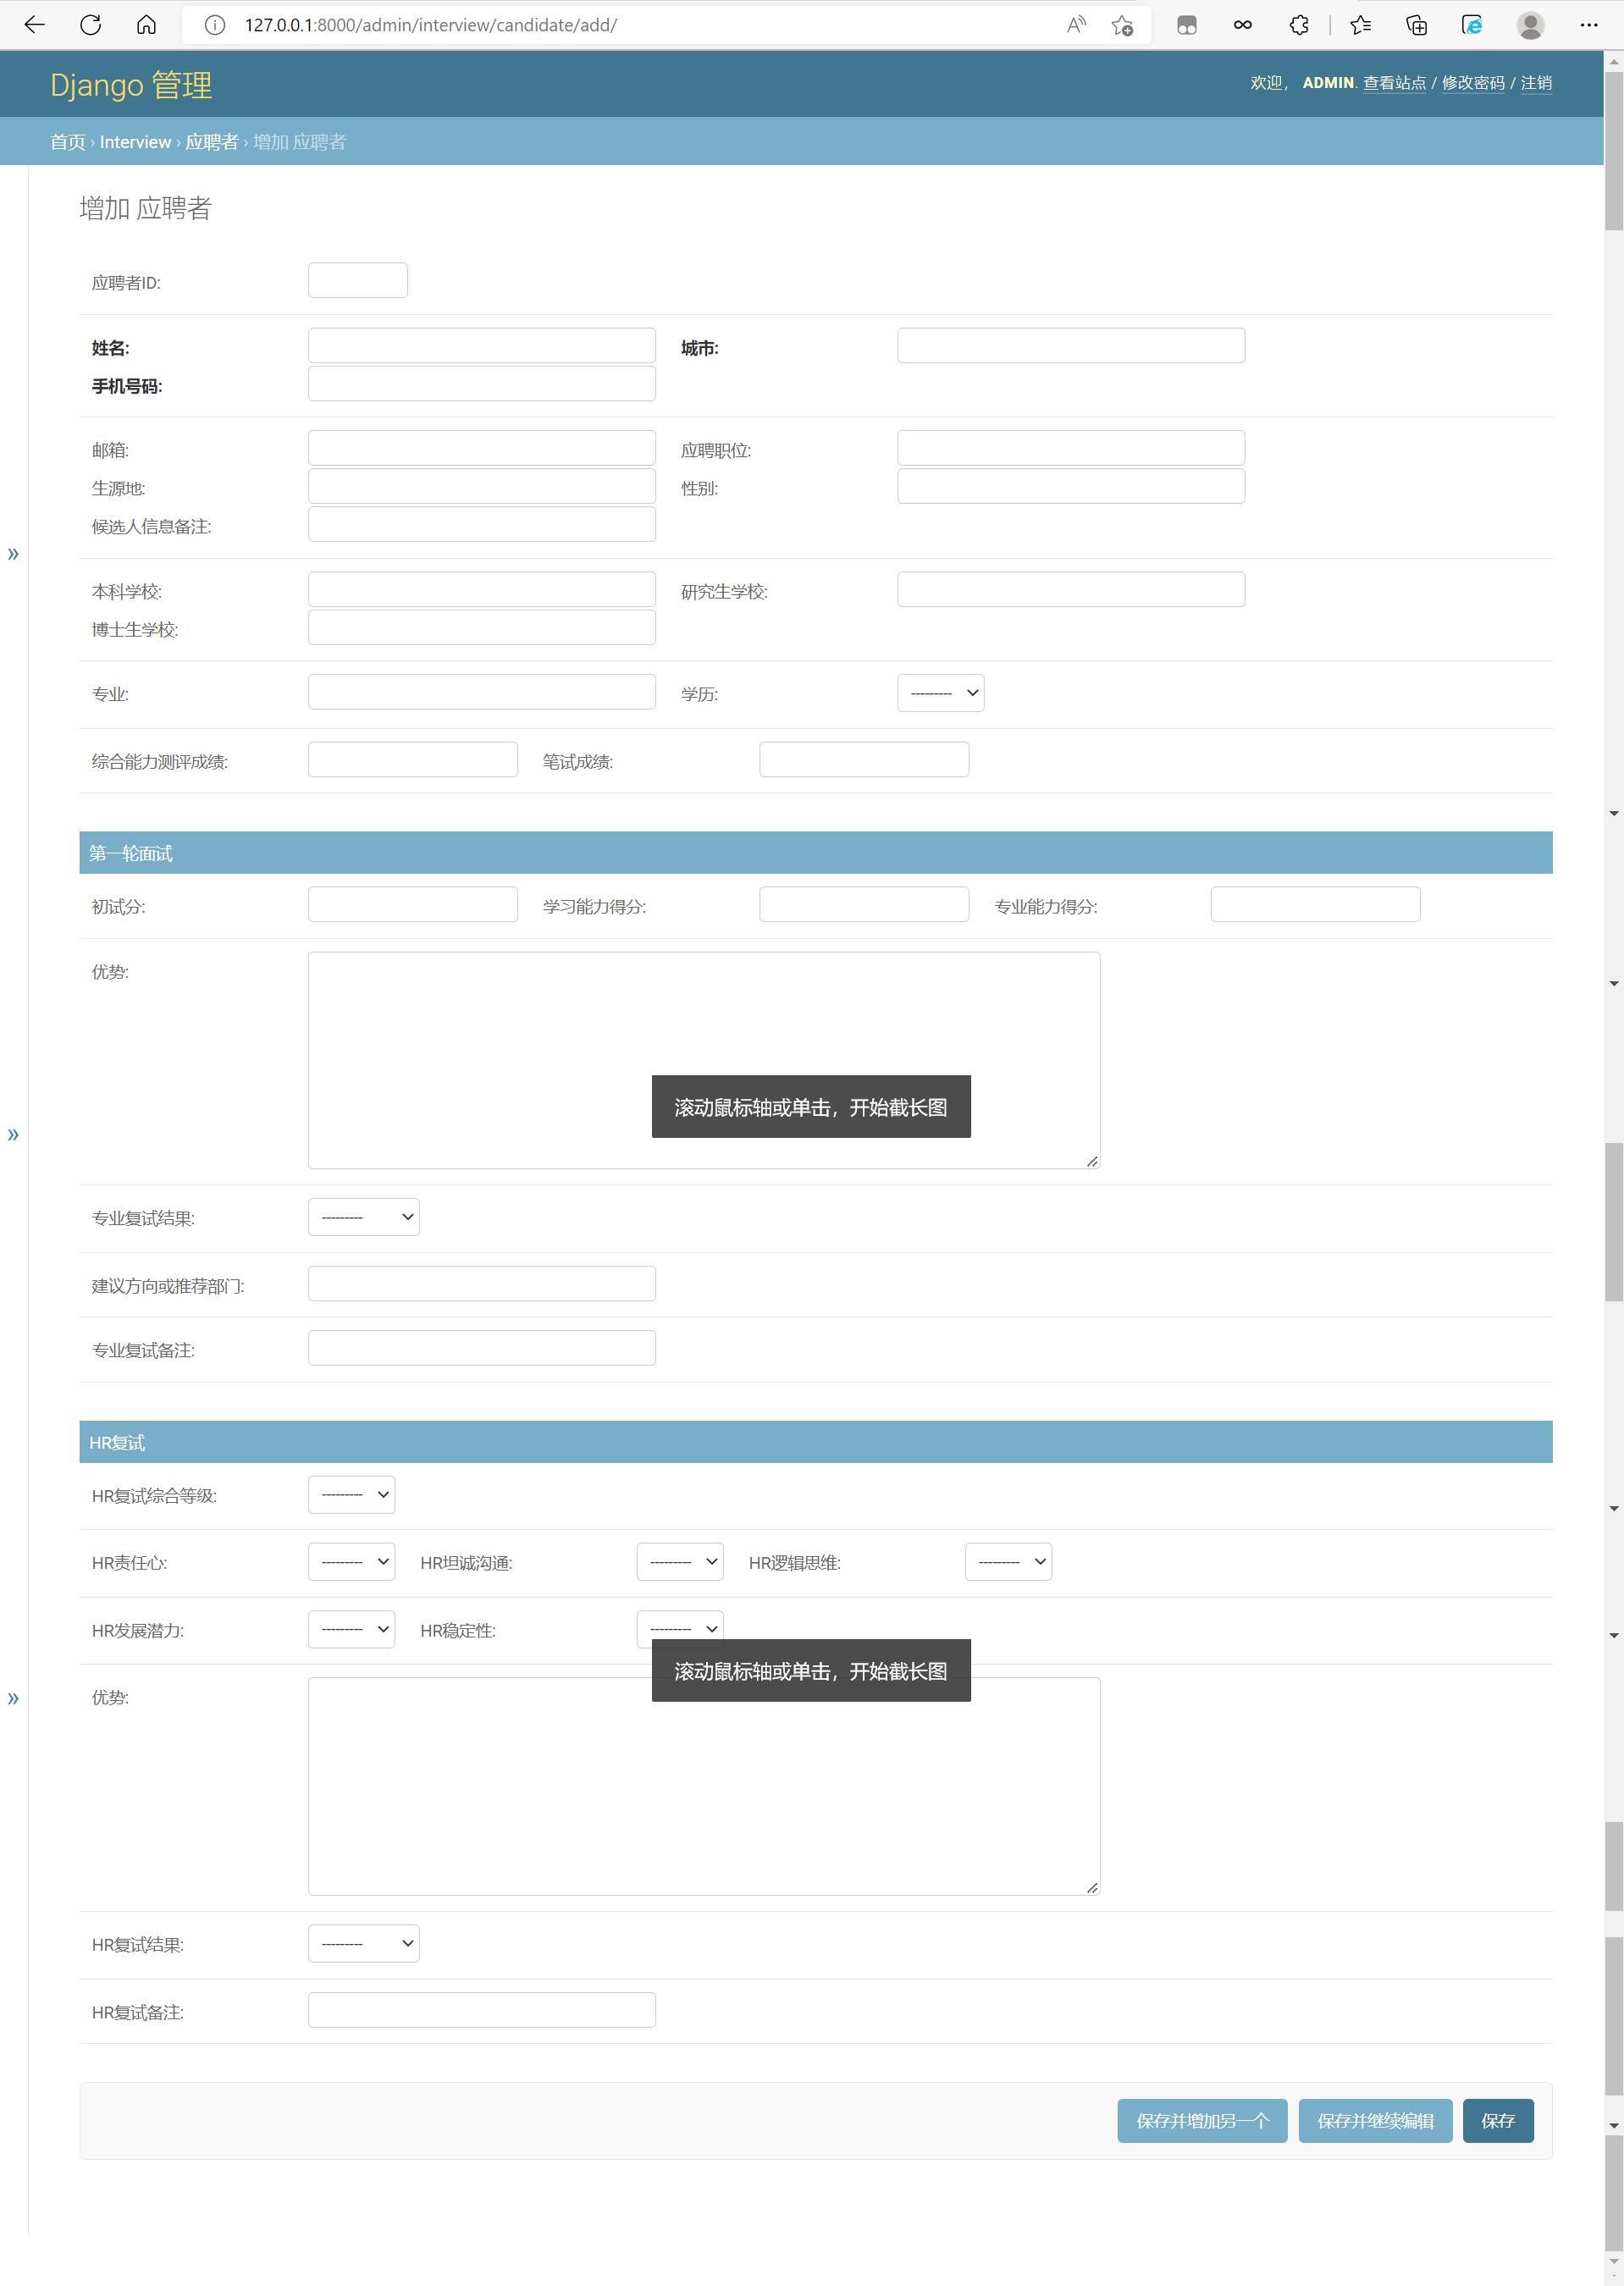 127.0.0.1:8000/admin/interview/candidate/add/
Django 管理
欢迎， ADMIN. 查看站点 / 修改密码 / 注销
首页 › Interview › 应聘者 › 增加 应聘者
增加 应聘者
应聘者ID:
姓名: 城市:
手机号码:
邮箱: 应聘职位:
生源地: 性别:
候选人信息备注:
本科学校: 研究生学校:
博士生学校:
专业: 学历: ---------
综合能力测评成绩: 笔试成绩:
第一轮面试
初试分: 学习能力得分: 专业能力得分:
优势:
滚动鼠标轴或单击，开始截长图
专业复试结果: ---------
建议方向或推荐部门:
专业复试备注:
HR复试
HR复试综合等级: ---------
HR责任心: --------- HR坦诚沟通: --------- HR逻辑思维: ---------
HR发展潜力: --------- HR稳定性: ---------
滚动鼠标轴或单击，开始截长图
优势:
HR复试结果: ---------
HR复试备注:
保存并增加另一个 保存并继续编辑 保存